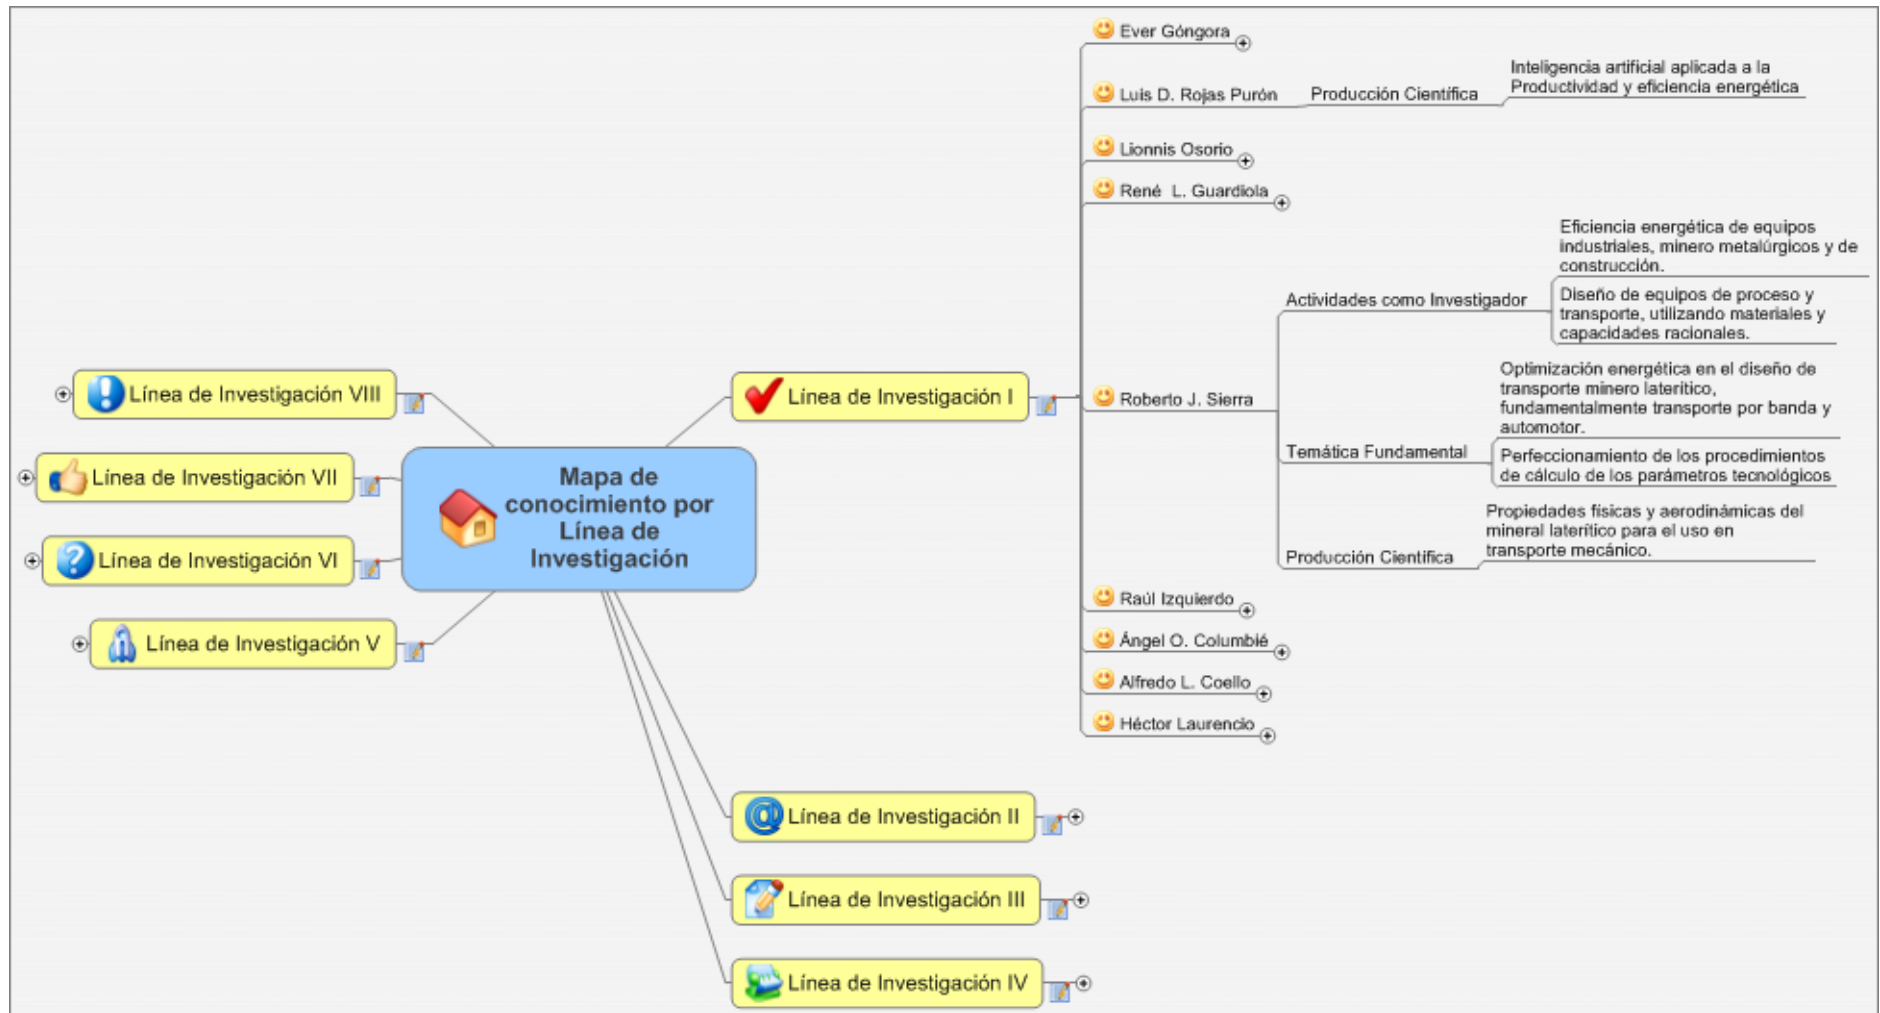 Ever Góngora
Luis D. Rojas Purón
Producción Científica
Inteligencia artificial aplicada a la
Productividad y eficiencia energética
Lionnis Osorio
René L. Guardiola
Roberto J. Sierra
Actividades como Investigador
Eficiencia energética de equipos
industriales, minero metalúrgicos y de
construcción.
Diseño de equipos de proceso y
transporte, utilizando materiales y
capacidades racionales.
Temática Fundamental
Optimización energética en el diseño de
transporte minero laterítico,
fundamentalmente transporte por banda y
automotor.
Perfeccionamiento de los procedimientos
de cálculo de los parámetros tecnológicos
Producción Científica
Propiedades físicas y aerodinámicas del
mineral laterítico para el uso en
transporte mecánico.
Raúl Izquierdo
Ángel O. Columbié
Alfredo L. Coello
Héctor Laurencio
Línea de Investigación I
Línea de Investigación VIII
Línea de Investigación VII
Línea de Investigación VI
Línea de Investigación V
Mapa de
conocimiento por
Línea de
Investigación
Línea de Investigación II
Línea de Investigación III
Línea de Investigación IV